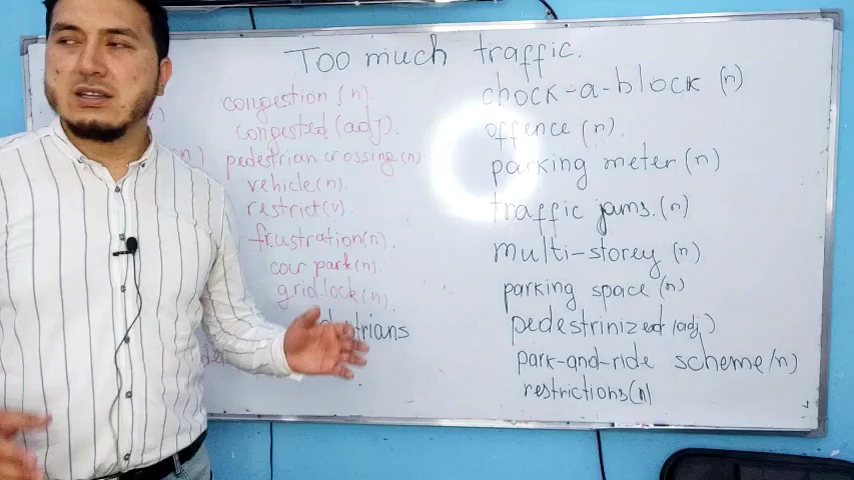 Too much traffic.
congestion (n).
congested (adj).
pedestrian crossing (n)
vehicle (n).
restrict (v).
frustration (n).
car park (n).
gridlock (n).
chock-a-block (n)
offence (n).
parking meter (n)
traffic jams. (n)
multi-storey (n)
parking space (n)
pedestrinized (adj)
park-and-ride scheme (n)
restrictions (n)